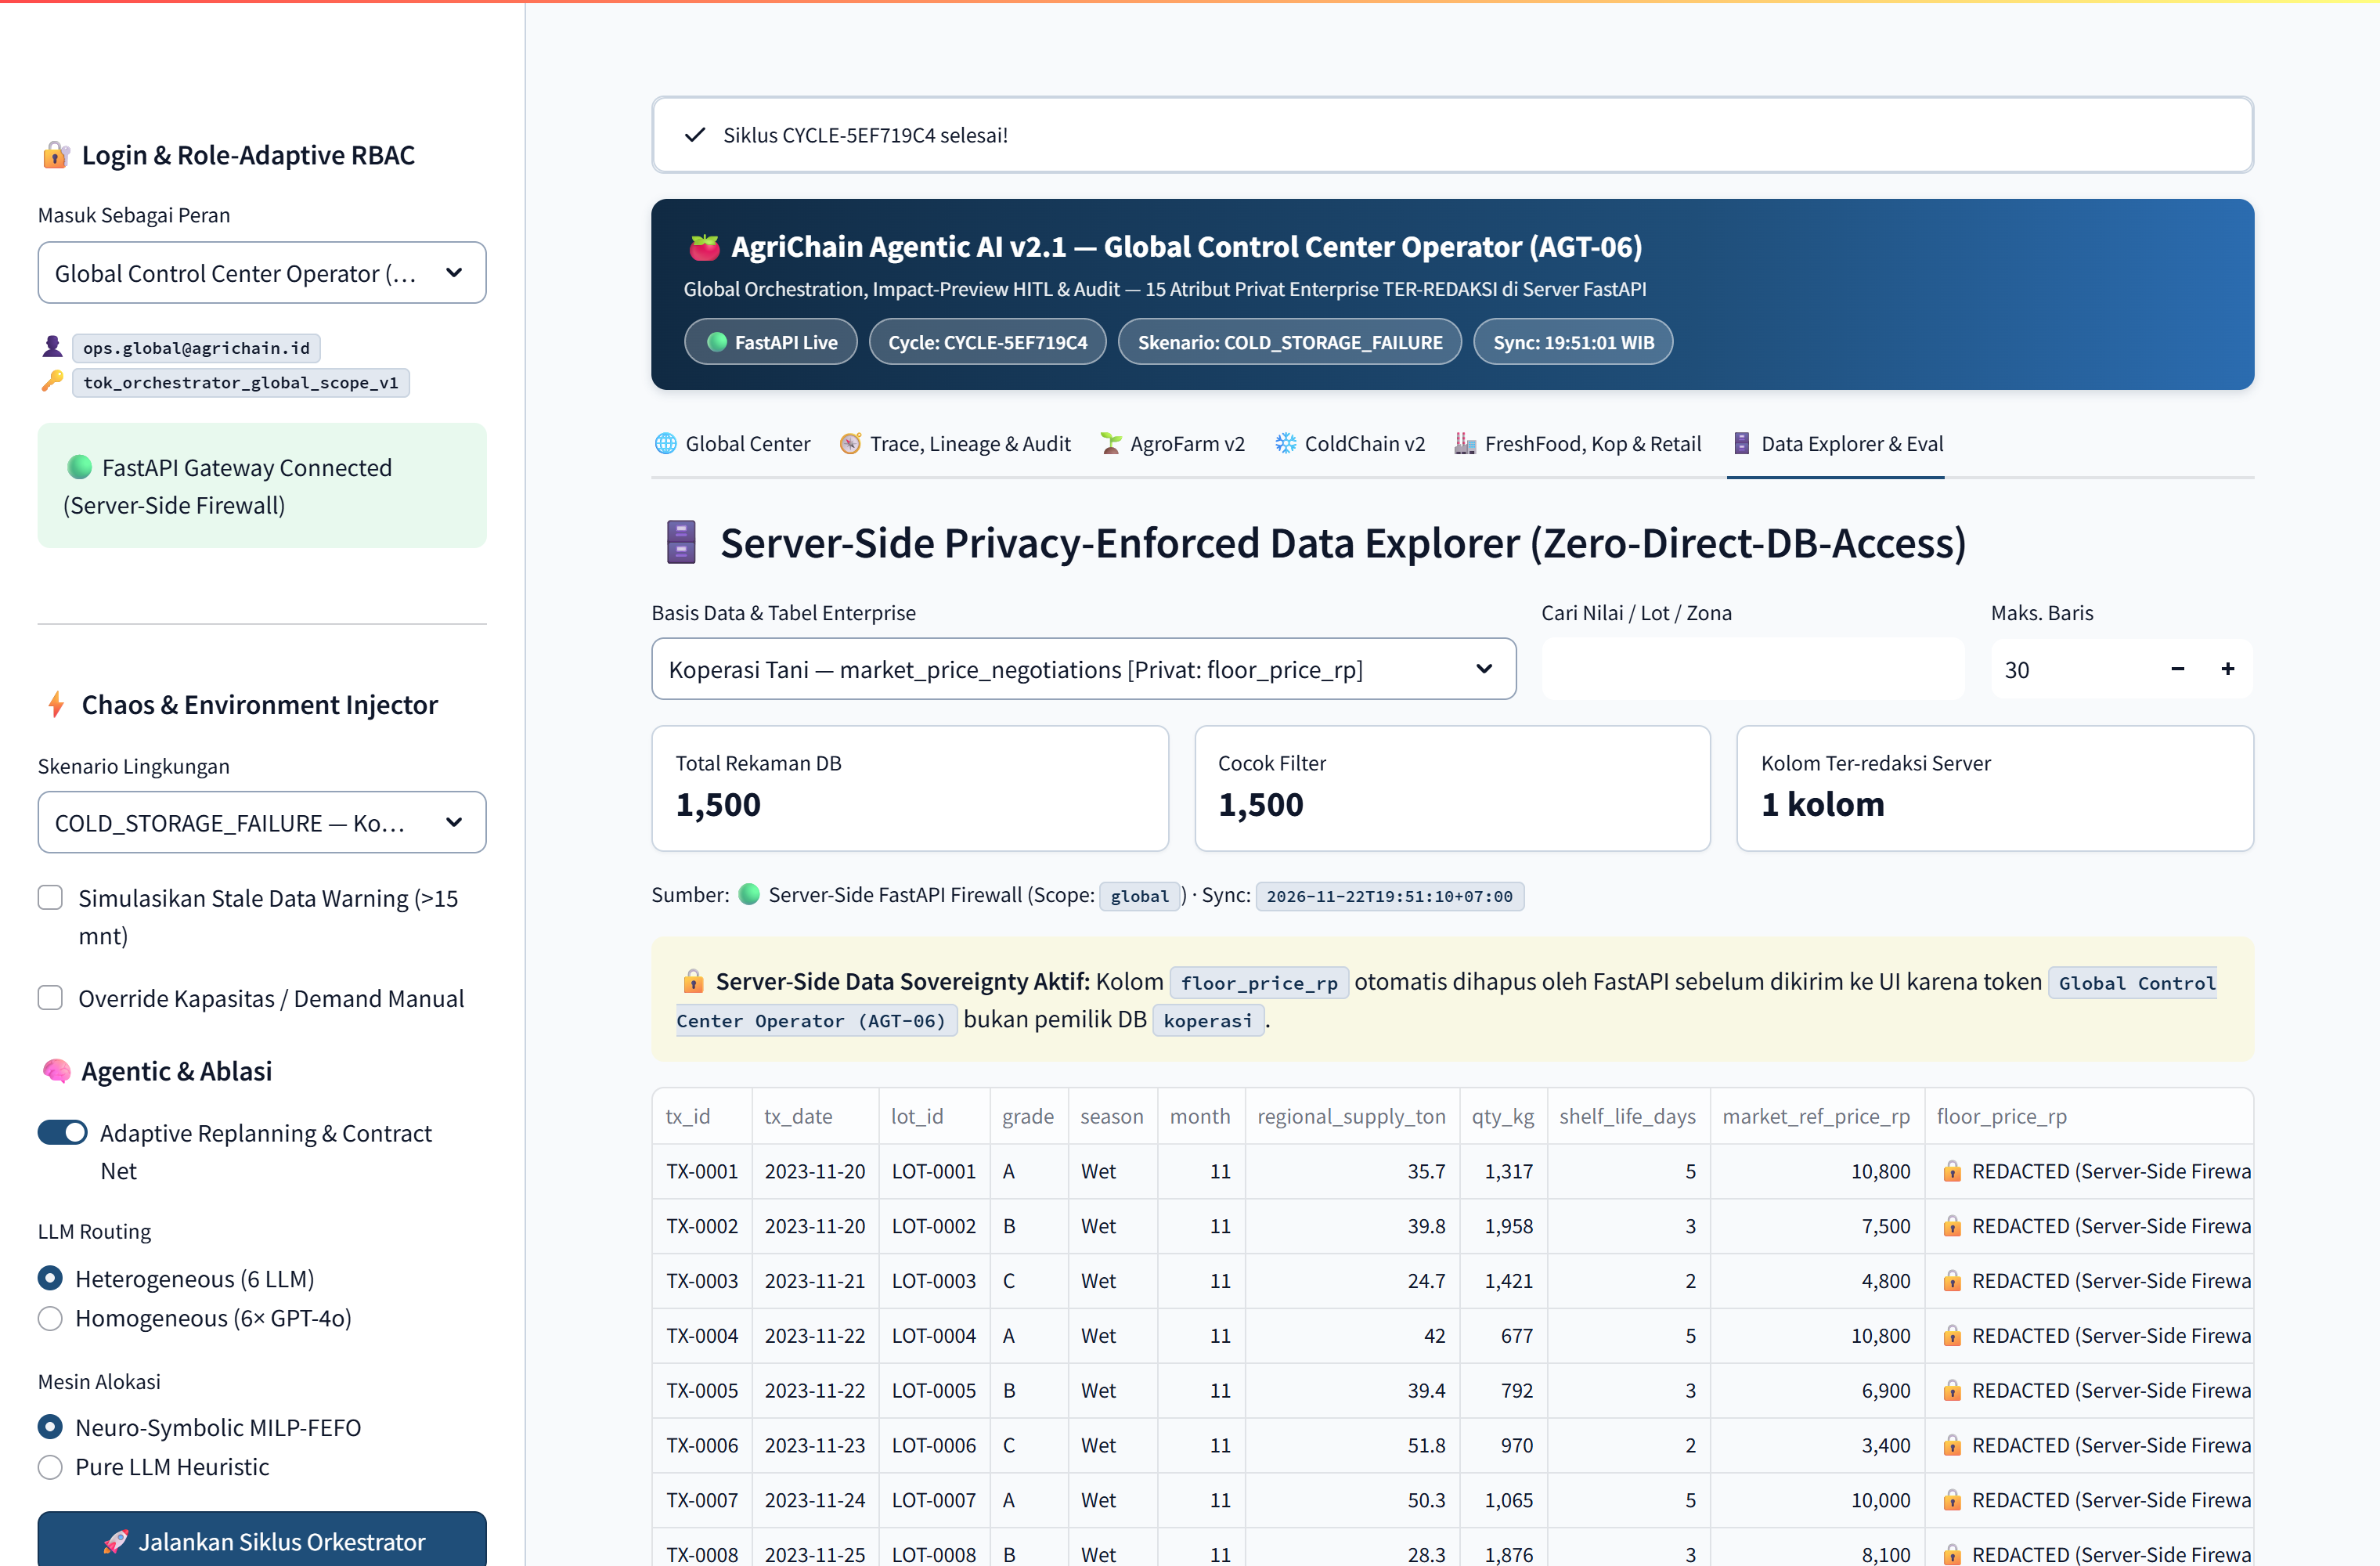 Login & Role-Adaptive RBAC
Masuk Sebagai Peran
Global Control Center Operator (...
ops.global@agrichain.id
tok_orchestrator_global_scope_v1
FastAPI Gateway Connected
(Server-Side Firewall)
Chaos & Environment Injector
Skenario Lingkungan
COLD_STORAGE_FAILURE — Ko...
Simulasikan Stale Data Warning (>15
mnt)
Override Kapasitas / Demand Manual
Agentic & Ablasi
Adaptive Replanning & Contract
Net
LLM Routing
Heterogeneous (6 LLM)
Homogeneous (6× GPT-4o)
Mesin Alokasi
Neuro-Symbolic MILP-FEFO
Pure LLM Heuristic
Jalankan Siklus Orkestrator
Siklus CYCLE-5EF719C4 selesai!
AgriChain Agentic AI v2.1 — Global Control Center Operator (AGT-06)
Global Orchestration, Impact-Preview HITL & Audit — 15 Atribut Privat Enterprise TER-REDAKSI di Server FastAPI
FastAPI Live Cycle: CYCLE-5EF719C4 Skenario: COLD_STORAGE_FAILURE Sync: 19:51:01 WIB
Global Center Trace, Lineage & Audit AgroFarm v2 ColdChain v2 FreshFood, Kop & Retail Data Explorer & Eval
Server-Side Privacy-Enforced Data Explorer (Zero-Direct-DB-Access)
Basis Data & Tabel Enterprise Cari Nilai / Lot / Zona Maks. Baris
Koperasi Tani — market_price_negotiations [Privat: floor_price_rp] 30 − +
Total Rekaman DB Cocok Filter Kolom Ter-redaksi Server
1,500 1,500 1 kolom
Sumber: Server-Side FastAPI Firewall (Scope: global) · Sync: 2026-11-22T19:51:10+07:00
Server-Side Data Sovereignty Aktif: Kolom floor_price_rp otomatis dihapus oleh FastAPI sebelum dikirim ke UI karena token Global Control
Center Operator (AGT-06) bukan pemilik DB koperasi.
tx_id tx_date lot_id grade season month regional_supply_ton qty_kg shelf_life_days market_ref_price_rp floor_price_rp
TX-0001 2023-11-20 LOT-0001 A Wet 11 35.7 1,317 5 10,800 REDACTED (Server-Side Firewa
TX-0002 2023-11-20 LOT-0002 B Wet 11 39.8 1,958 3 7,500 REDACTED (Server-Side Firewa
TX-0003 2023-11-21 LOT-0003 C Wet 11 24.7 1,421 2 4,800 REDACTED (Server-Side Firewa
TX-0004 2023-11-22 LOT-0004 A Wet 11 42 677 5 10,800 REDACTED (Server-Side Firewa
TX-0005 2023-11-22 LOT-0005 B Wet 11 39.4 792 3 6,900 REDACTED (Server-Side Firewa
TX-0006 2023-11-23 LOT-0006 C Wet 11 51.8 970 2 3,400 REDACTED (Server-Side Firewa
TX-0007 2023-11-24 LOT-0007 A Wet 11 50.3 1,065 5 10,000 REDACTED (Server-Side Firewa
TX-0008 2023-11-25 LOT-0008 B Wet 11 28.3 1,876 3 8,100 REDACTED (Server-Side Firewa